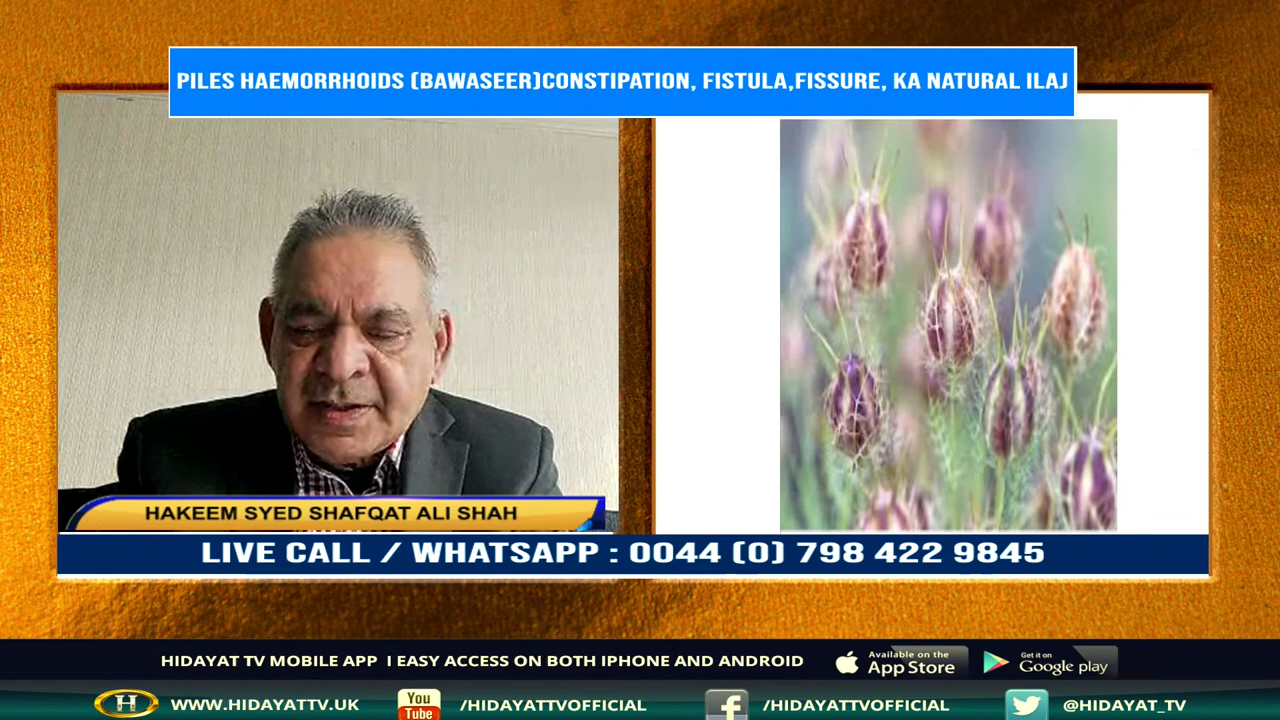 PILES HAEMORRHOIDS (BAWASEER)CONSTIPATION, FISTULA,FISSURE, KA NATURAL ILAJ
HAKEEM SYED SHAFQAT ALI SHAH
LIVE CALL / WHATSAPP : 0044 (0) 798 422 9845
HIDAYAT TV MOBILE APP I EASY ACCESS ON BOTH IPHONE AND ANDROID
Available on the
App Store
Get it on
Google play
H
WWW.HIDAYATTV.UK
You
Tube
/HIDAYATTVOFFICIAL
f
/HIDAYATTVOFFICIAL
@HIDAYAT_TV